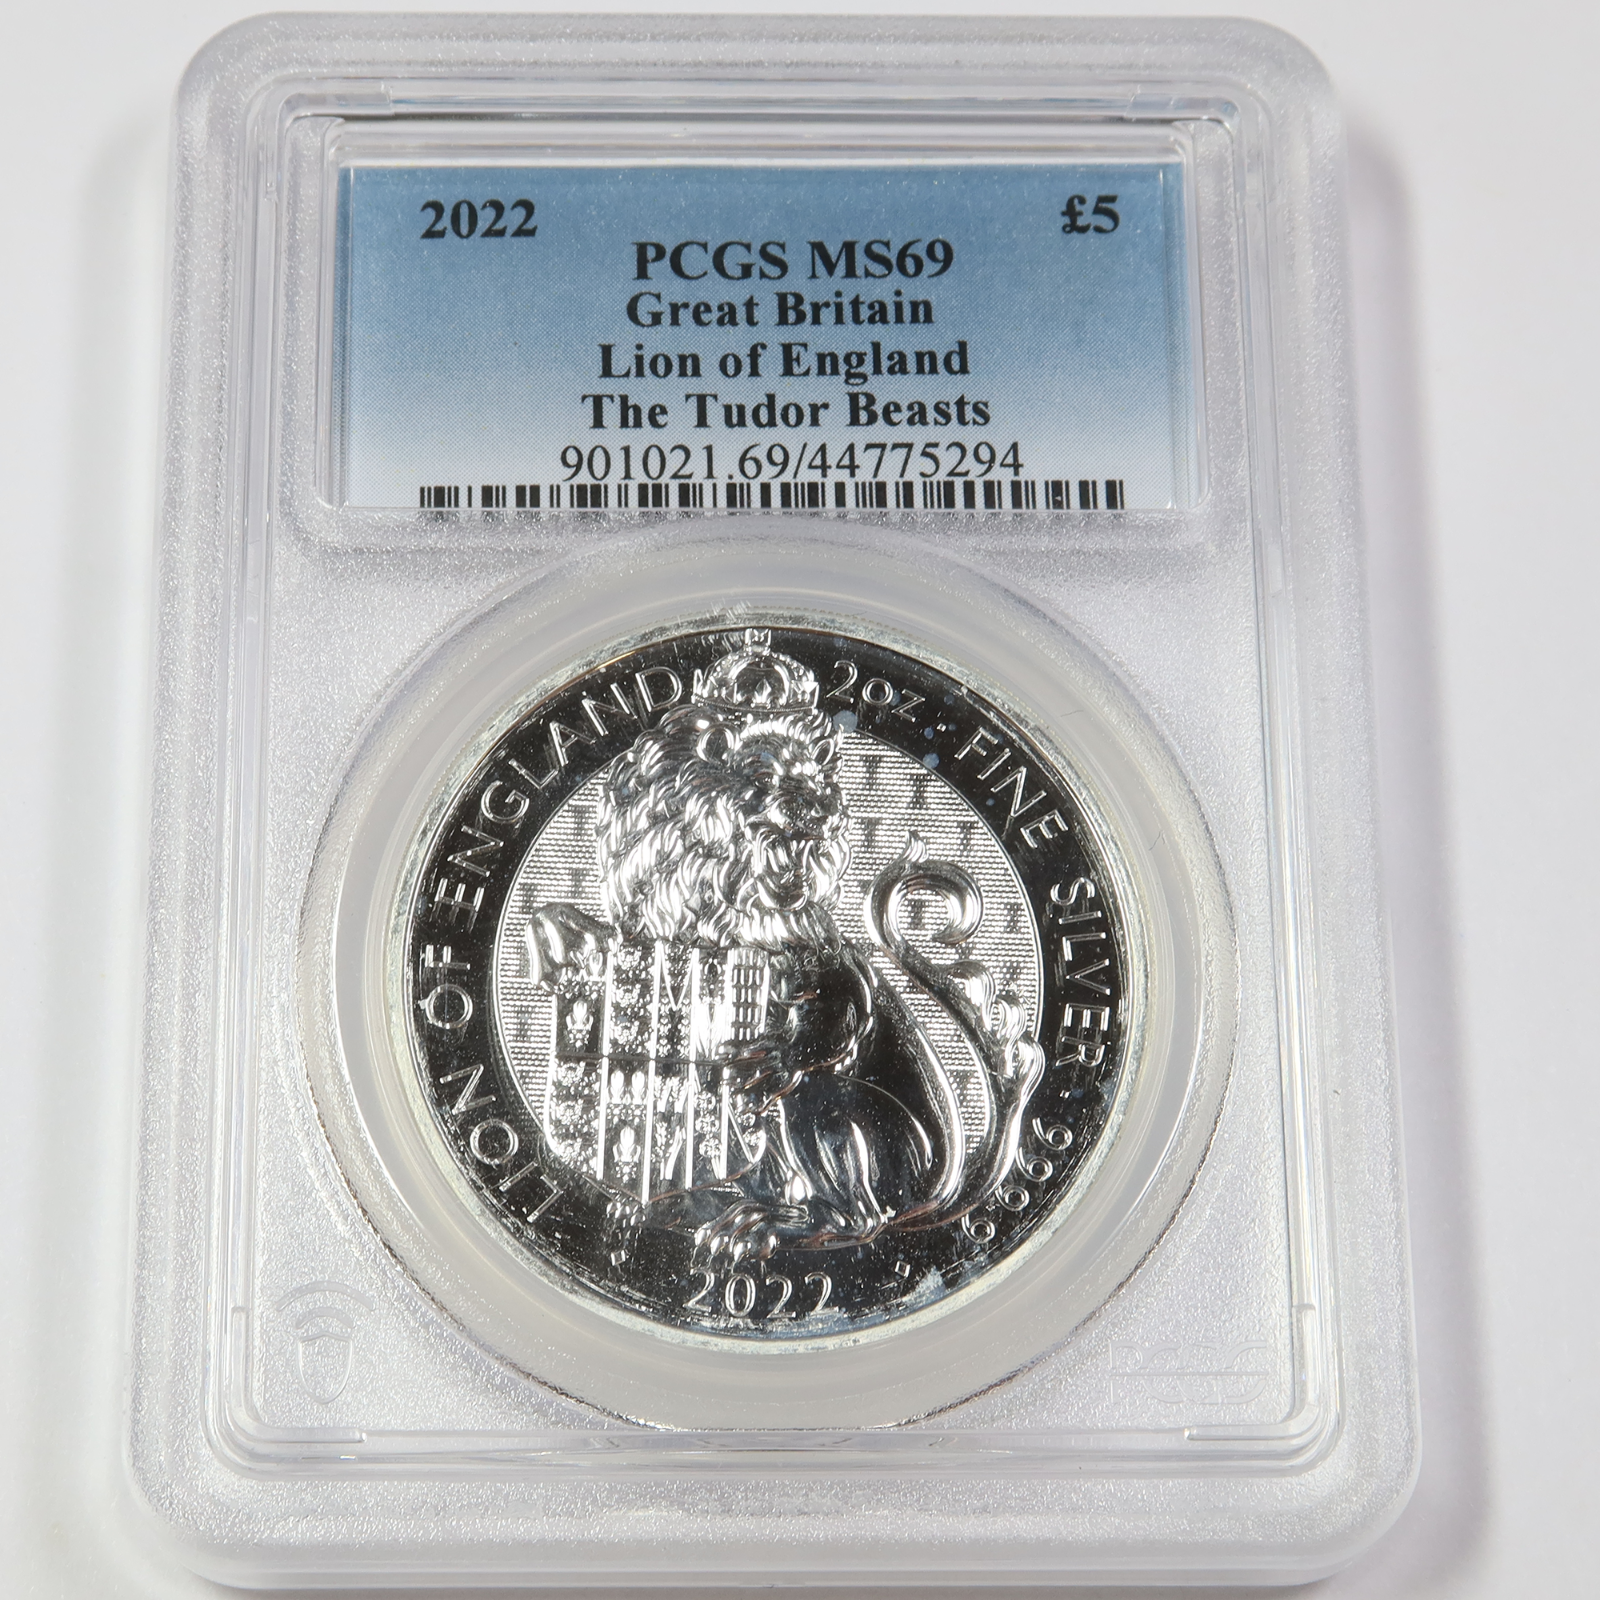 2022 £5
PCGS MS69
Great Britain
Lion of England
The Tudor Beasts
901021.69/44775294
LION OF ENGLAND 2OZ · FINE SILVER · 999.9
2022
PCGS